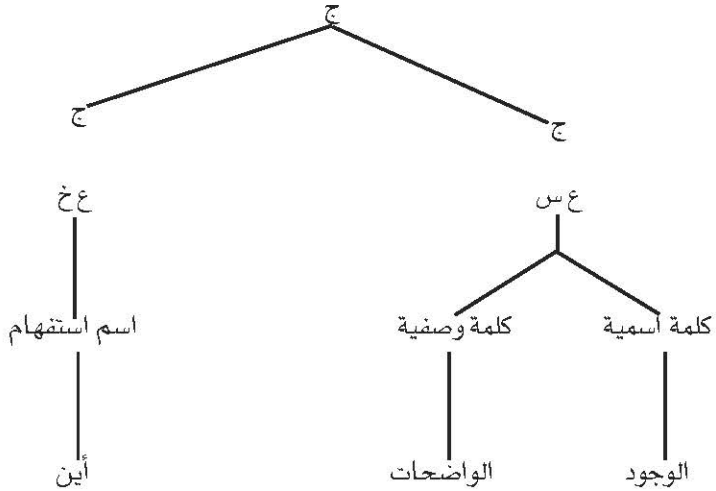 ج
ج ج
ع س ع خ
كلمة اسمية كلمة وصفية اسم استفهام
الوجود الواضحات أين